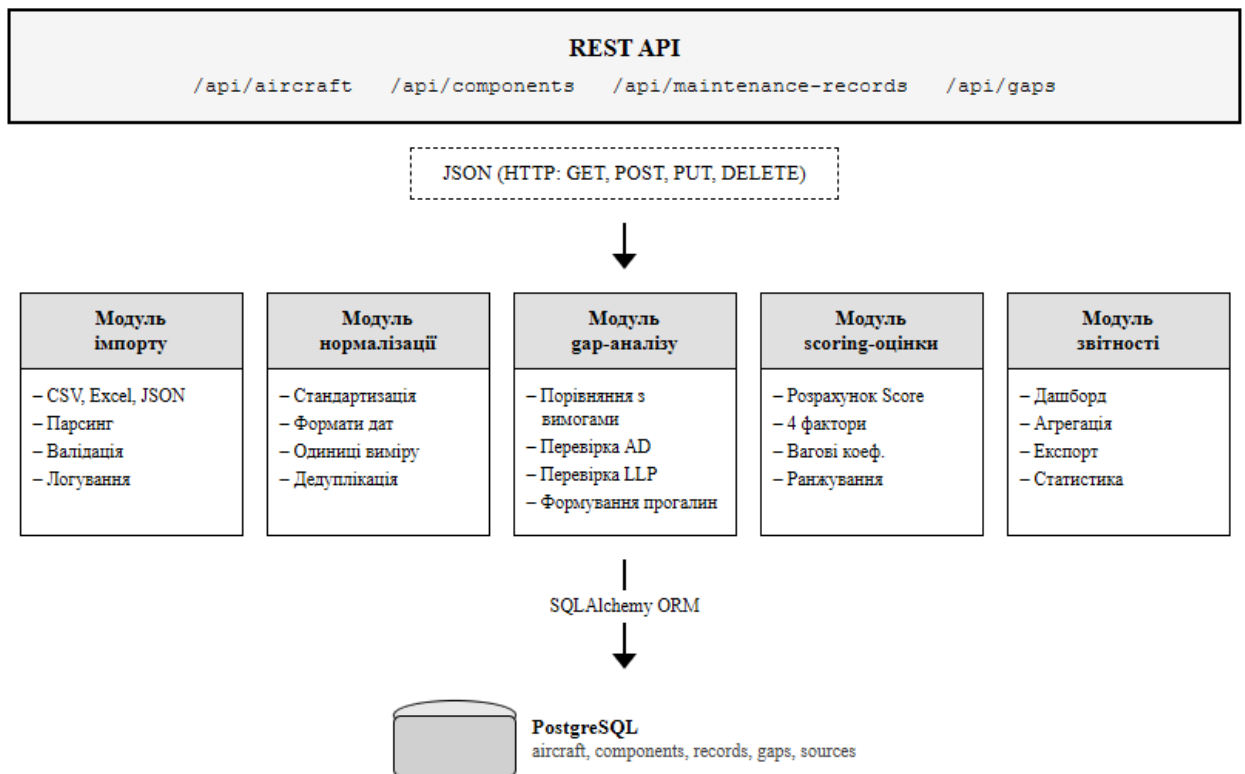 REST API
/api/aircraft /api/components /api/maintenance-records /api/gaps
JSON (HTTP: GET, POST, PUT, DELETE)
Модуль
імпорту
– CSV, Excel, JSON
– Парсинг
– Валідація
– Логування
Модуль
нормалізації
– Стандартизація
– Формати дат
– Одиниці виміру
– Дедуплікація
Модуль
gap-аналізу
– Порівняння з
вимогами
– Перевірка AD
– Перевірка LLP
– Формування прогалин
Модуль
scoring-оцінки
– Розрахунок Score
– 4 фактори
– Вагові коеф.
– Ранжування
Модуль
звітності
– Дашборд
– Агрегація
– Експорт
– Статистика
SQLAlchemy ORM
PostgreSQL
aircraft, components, records, gaps, sources